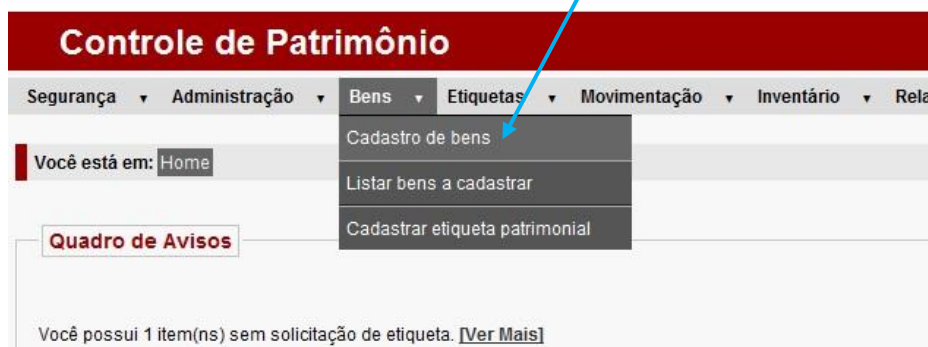 Controle de Patrimônio
Segurança ▼ Administração ▼ Bens ▼ Etiquetas ▼ Movimentação ▼ Inventário ▼ Rela
Cadastro de bens
Você está em: Home
Listar bens a cadastrar
Cadastrar etiqueta patrimonial
Quadro de Avisos
Você possui 1 item(ns) sem solicitação de etiqueta. [Ver Mais]